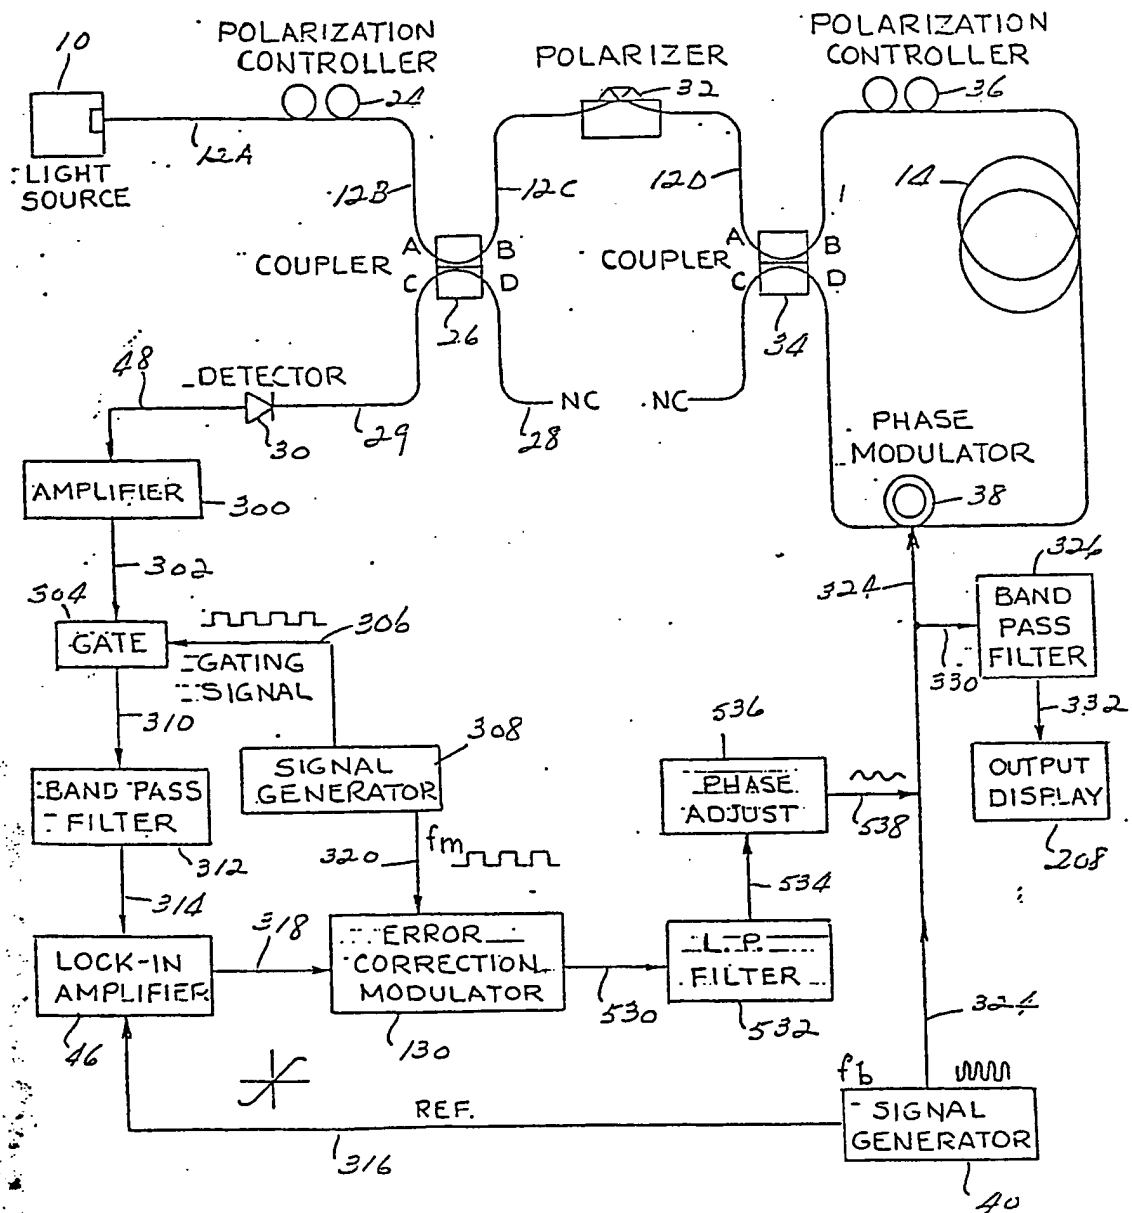 10
POLARIZATION
CONTROLLER
24
POLARIZER
32
POLARIZATION
CONTROLLER
36
LIGHT
SOURCE
12A
12B
12C
12D
1
14
A
B
COUPLER
C
D
26
A
B
COUPLER
C
D
34
48
DETECTOR
30
29
NC
28
NC
PHASE
MODULATOR
38
AMPLIFIER
300
302
304
GATE
306
GATING
SIGNAL
324
326
BAND
PASS
FILTER
330
332
310
308
SIGNAL
GENERATOR
536
PHASE
ADJUST
538
OUTPUT
DISPLAY
208
BAND PASS
FILTER
312
320
fm
534
314
LOCK-IN
AMPLIFIER
46
318
ERROR
CORRECTION
MODULATOR
130
530
L.P.
FILTER
532
324
fb
REF.
316
SIGNAL
GENERATOR
40